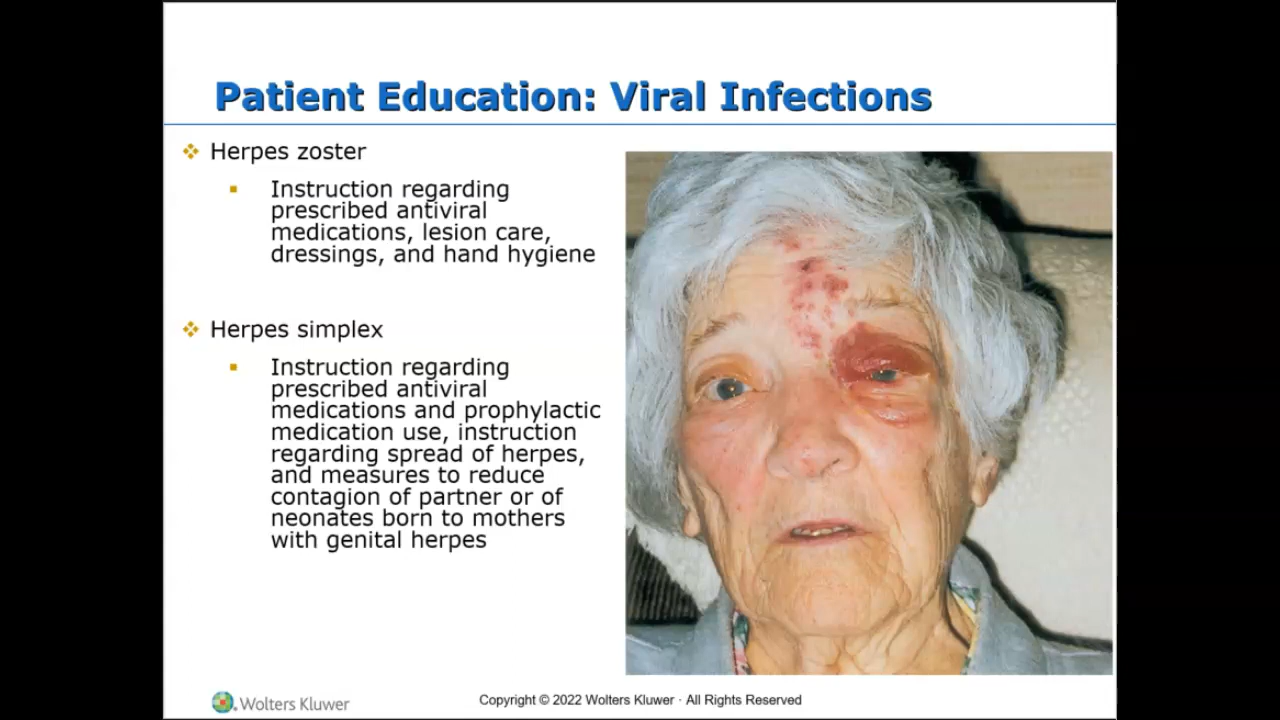 Patient Education: Viral Infections
❖ Herpes zoster
▪ Instruction regarding
prescribed antiviral
medications, lesion care,
dressings, and hand hygiene
❖ Herpes simplex
▪ Instruction regarding
prescribed antiviral
medications and prophylactic
medication use, instruction
regarding spread of herpes,
and measures to reduce
contagion of partner or of
neonates born to mothers
with genital herpes
Wolters Kluwer
Copyright © 2022 Wolters Kluwer · All Rights Reserved